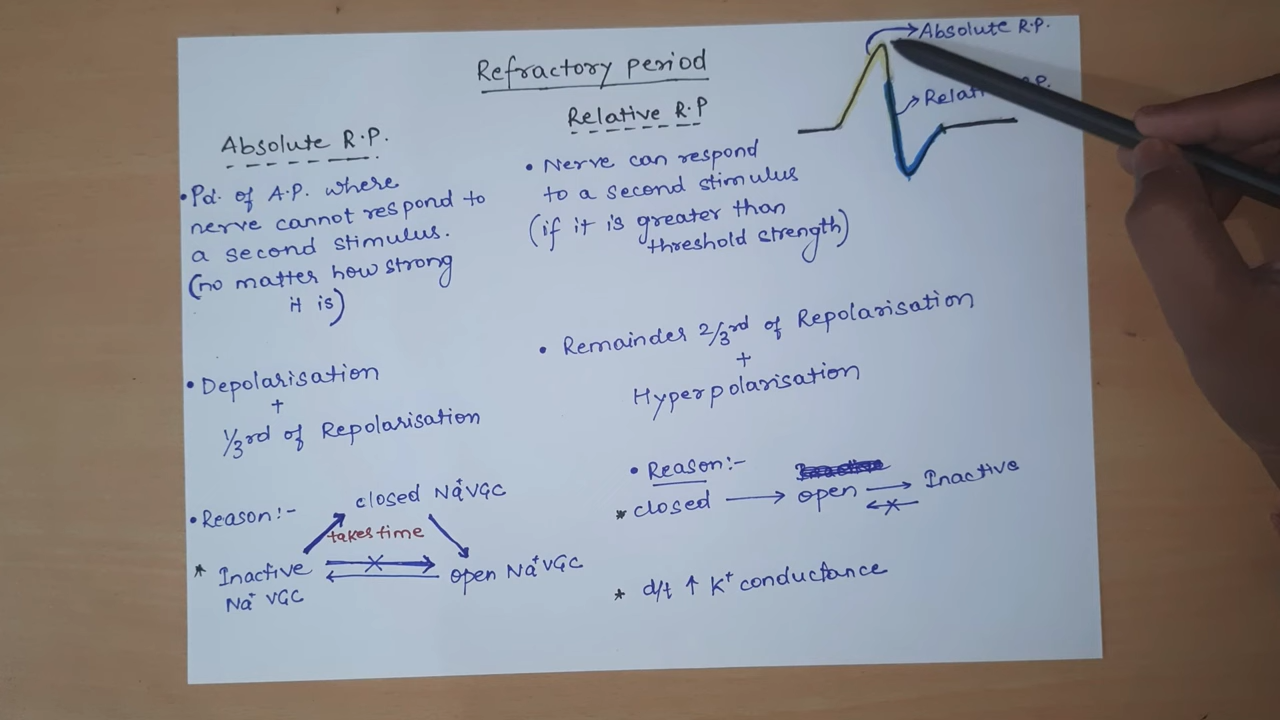 Refractory period
Absolute R.P.
Absolute R.P.
• Pd. of A.P. where
nerve cannot respond to
a second stimulus.
(no matter how strong
it is)
• Depolarisation
+
1/3rd of Repolarisation
• Reason:-
closed Na⁺VGC
takes time
* Inactive
Na⁺ VGC
open Na⁺VGC
Relative R.P
• Nerve can respond
to a second stimulus
(if it is greater than
threshold strength)
• Remainder 2/3rd of Repolarisation
+
Hyperpolarisation
• Reason:-
* closed → open → Inactive
* d/t ↑ K⁺ conductance